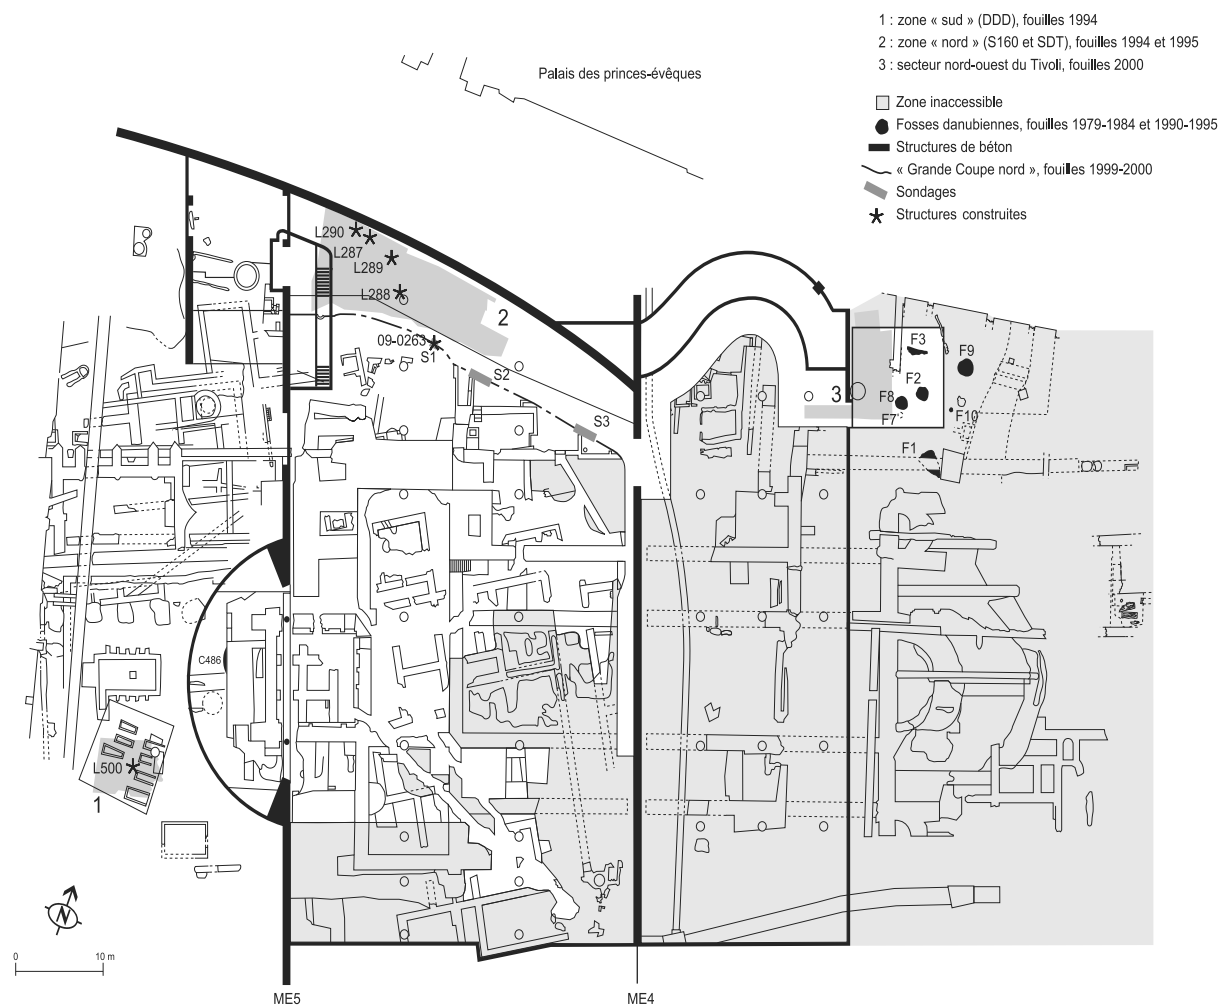 1 : zone « sud » (DDD), fouilles 1994
2 : zone « nord » (S160 et SDT), fouilles 1994 et 1995
3 : secteur nord-ouest du Tivoli, fouilles 2000
Palais des princes-évêques
Zone inaccessible
Fosses danubiennes, fouilles 1979-1984 et 1990-1995
Structures de béton
« Grande Coupe nord », fouilles 1999-2000
Sondages
Structures construites
L290
L287
L289
L288
2
09-0263
S1
S2
S3
3
F3
F9
F2
F8
F7
F10
F1
C486
L500
1
N
0 10 m
ME5
ME4